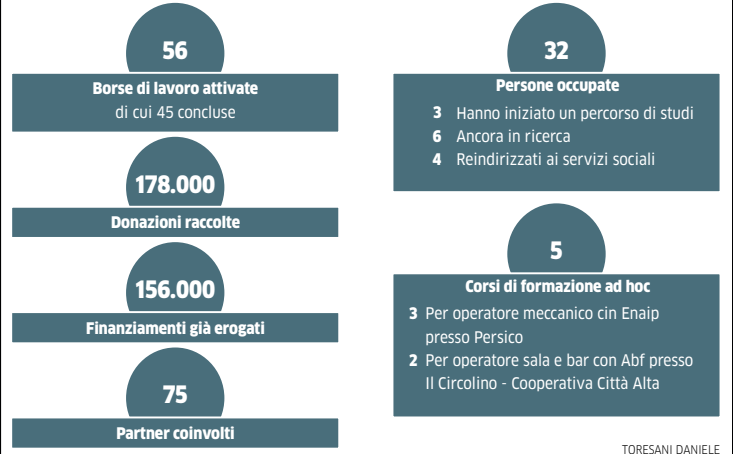 56
Borse di lavoro attivate
di cui 45 concluse
178.000
Donazioni raccolte
156.000
Finanziamenti già erogati
75
Partner coinvolti
32
Persone occupate
3 Hanno iniziato un percorso di studi
6 Ancora in ricerca
4 Reindirizzati ai servizi sociali
5
Corsi di formazione ad hoc
3 Per operatore meccanico cin Enaip
presso Persico
2 Per operatore sala e bar con Abf presso
Il Circolino - Cooperativa Città Alta
TORESANI DANIELE